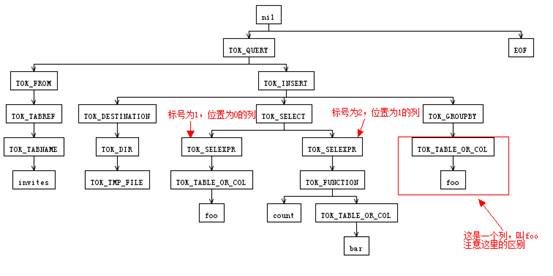 nil
TOK_QUERY
EOF
TOK_FROM
TOK_INSERT
TOK_TABREF
TOK_DESTINATION
标号为1，位置为0的列
TOK_SELECT
标号为2，位置为1的列
TOK_GROUPBY
TOK_TABNAME
TOK_DIR
TOK_SELEXPR
TOK_SELEXPR
TOK_TABLE_OR_COL
invites
TOK_TMP_FILE
TOK_TABLE_OR_COL
TOK_FUNCTION
foo
foo
count
TOK_TABLE_OR_COL
bar
这是一个列，叫foo
注意这里的区别